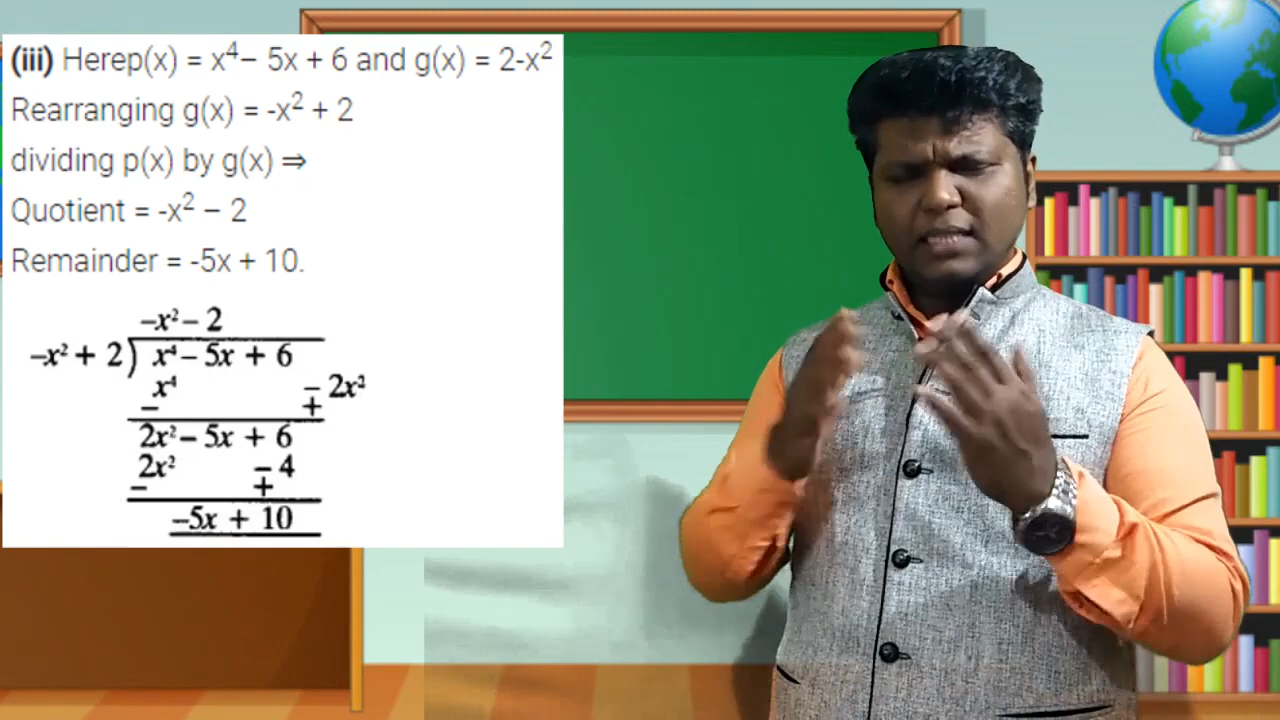 (iii) Herep(x) = x⁴– 5x + 6 and g(x) = 2-x²
Rearranging g(x) = -x² + 2
dividing p(x) by g(x) ⇒
Quotient = -x² – 2
Remainder = -5x + 10.
–x² – 2
–x² + 2) x⁴ – 5x + 6
x⁴ – 2x²
– +
2x² – 5x + 6
2x² – 4
– +
–5x + 10